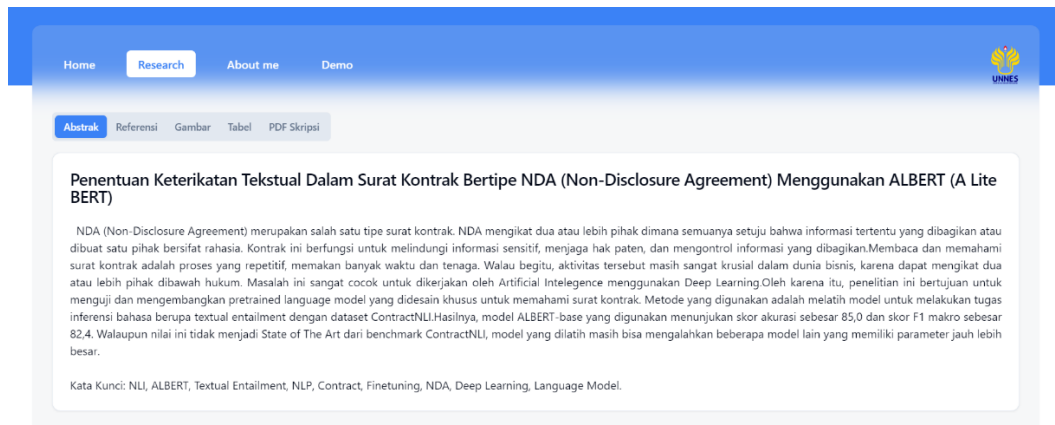 Home Research About me Demo
UNNES
Abstrak Referensi Gambar Tabel PDF Skripsi
Penentuan Keterikatan Tekstual Dalam Surat Kontrak Bertipe NDA (Non-Disclosure Agreement) Menggunakan ALBERT (A Lite
BERT)
NDA (Non-Disclosure Agreement) merupakan salah satu tipe surat kontrak. NDA mengikat dua atau lebih pihak dimana semuanya setuju bahwa informasi tertentu yang dibagikan atau
dibuat satu pihak bersifat rahasia. Kontrak ini berfungsi untuk melindungi informasi sensitif, menjaga hak paten, dan mengontrol informasi yang dibagikan.Membaca dan memahami
surat kontrak adalah proses yang repetitif, memakan banyak waktu dan tenaga. Walau begitu, aktivitas tersebut masih sangat krusial dalam dunia bisnis, karena dapat mengikat dua
atau lebih pihak dibawah hukum. Masalah ini sangat cocok untuk dikerjakan oleh Artificial Intelegence menggunakan Deep Learning.Oleh karena itu, penelitian ini bertujuan untuk
menguji dan mengembangkan pretrained language model yang didesain khusus untuk memahami surat kontrak. Metode yang digunakan adalah melatih model untuk melakukan tugas
inferensi bahasa berupa textual entailment dengan dataset ContractNLI.Hasilnya, model ALBERT-base yang digunakan menunjukan skor akurasi sebesar 85,0 dan skor F1 makro sebesar
82,4. Walaupun nilai ini tidak menjadi State of The Art dari benchmark ContractNLI, model yang dilatih masih bisa mengalahkan beberapa model lain yang memiliki parameter jauh lebih
besar.
Kata Kunci: NLI, ALBERT, Textual Entailment, NLP, Contract, Finetuning, NDA, Deep Learning, Language Model.